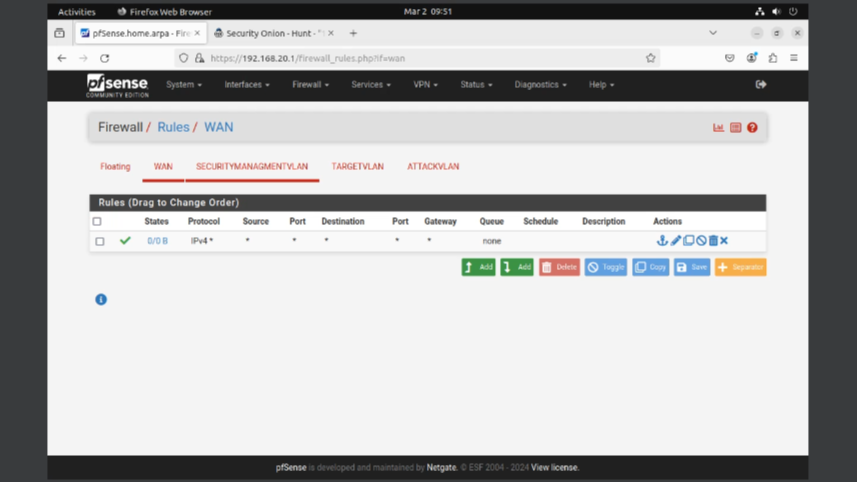 Activities Firefox Web Browser Mar 2 09:51
pfSense.home.arpa - Fire × Security Onion - Hunt - "! × +
https://192.168.20.1/firewall_rules.php?if=wan
pfsense System Interfaces Firewall Services VPN Status Diagnostics Help
COMMUNITY EDITION
Firewall / Rules / WAN
Floating WAN SECURITYMANAGMENTVLAN TARGETVLAN ATTACKVLAN
Rules (Drag to Change Order)
States Protocol Source Port Destination Port Gateway Queue Schedule Description Actions
0/0 B IPv4 * * * * * * none
Add Add Delete Toggle Copy Save Separator
pfSense is developed and maintained by Netgate. © ESF 2004 - 2024 View license.